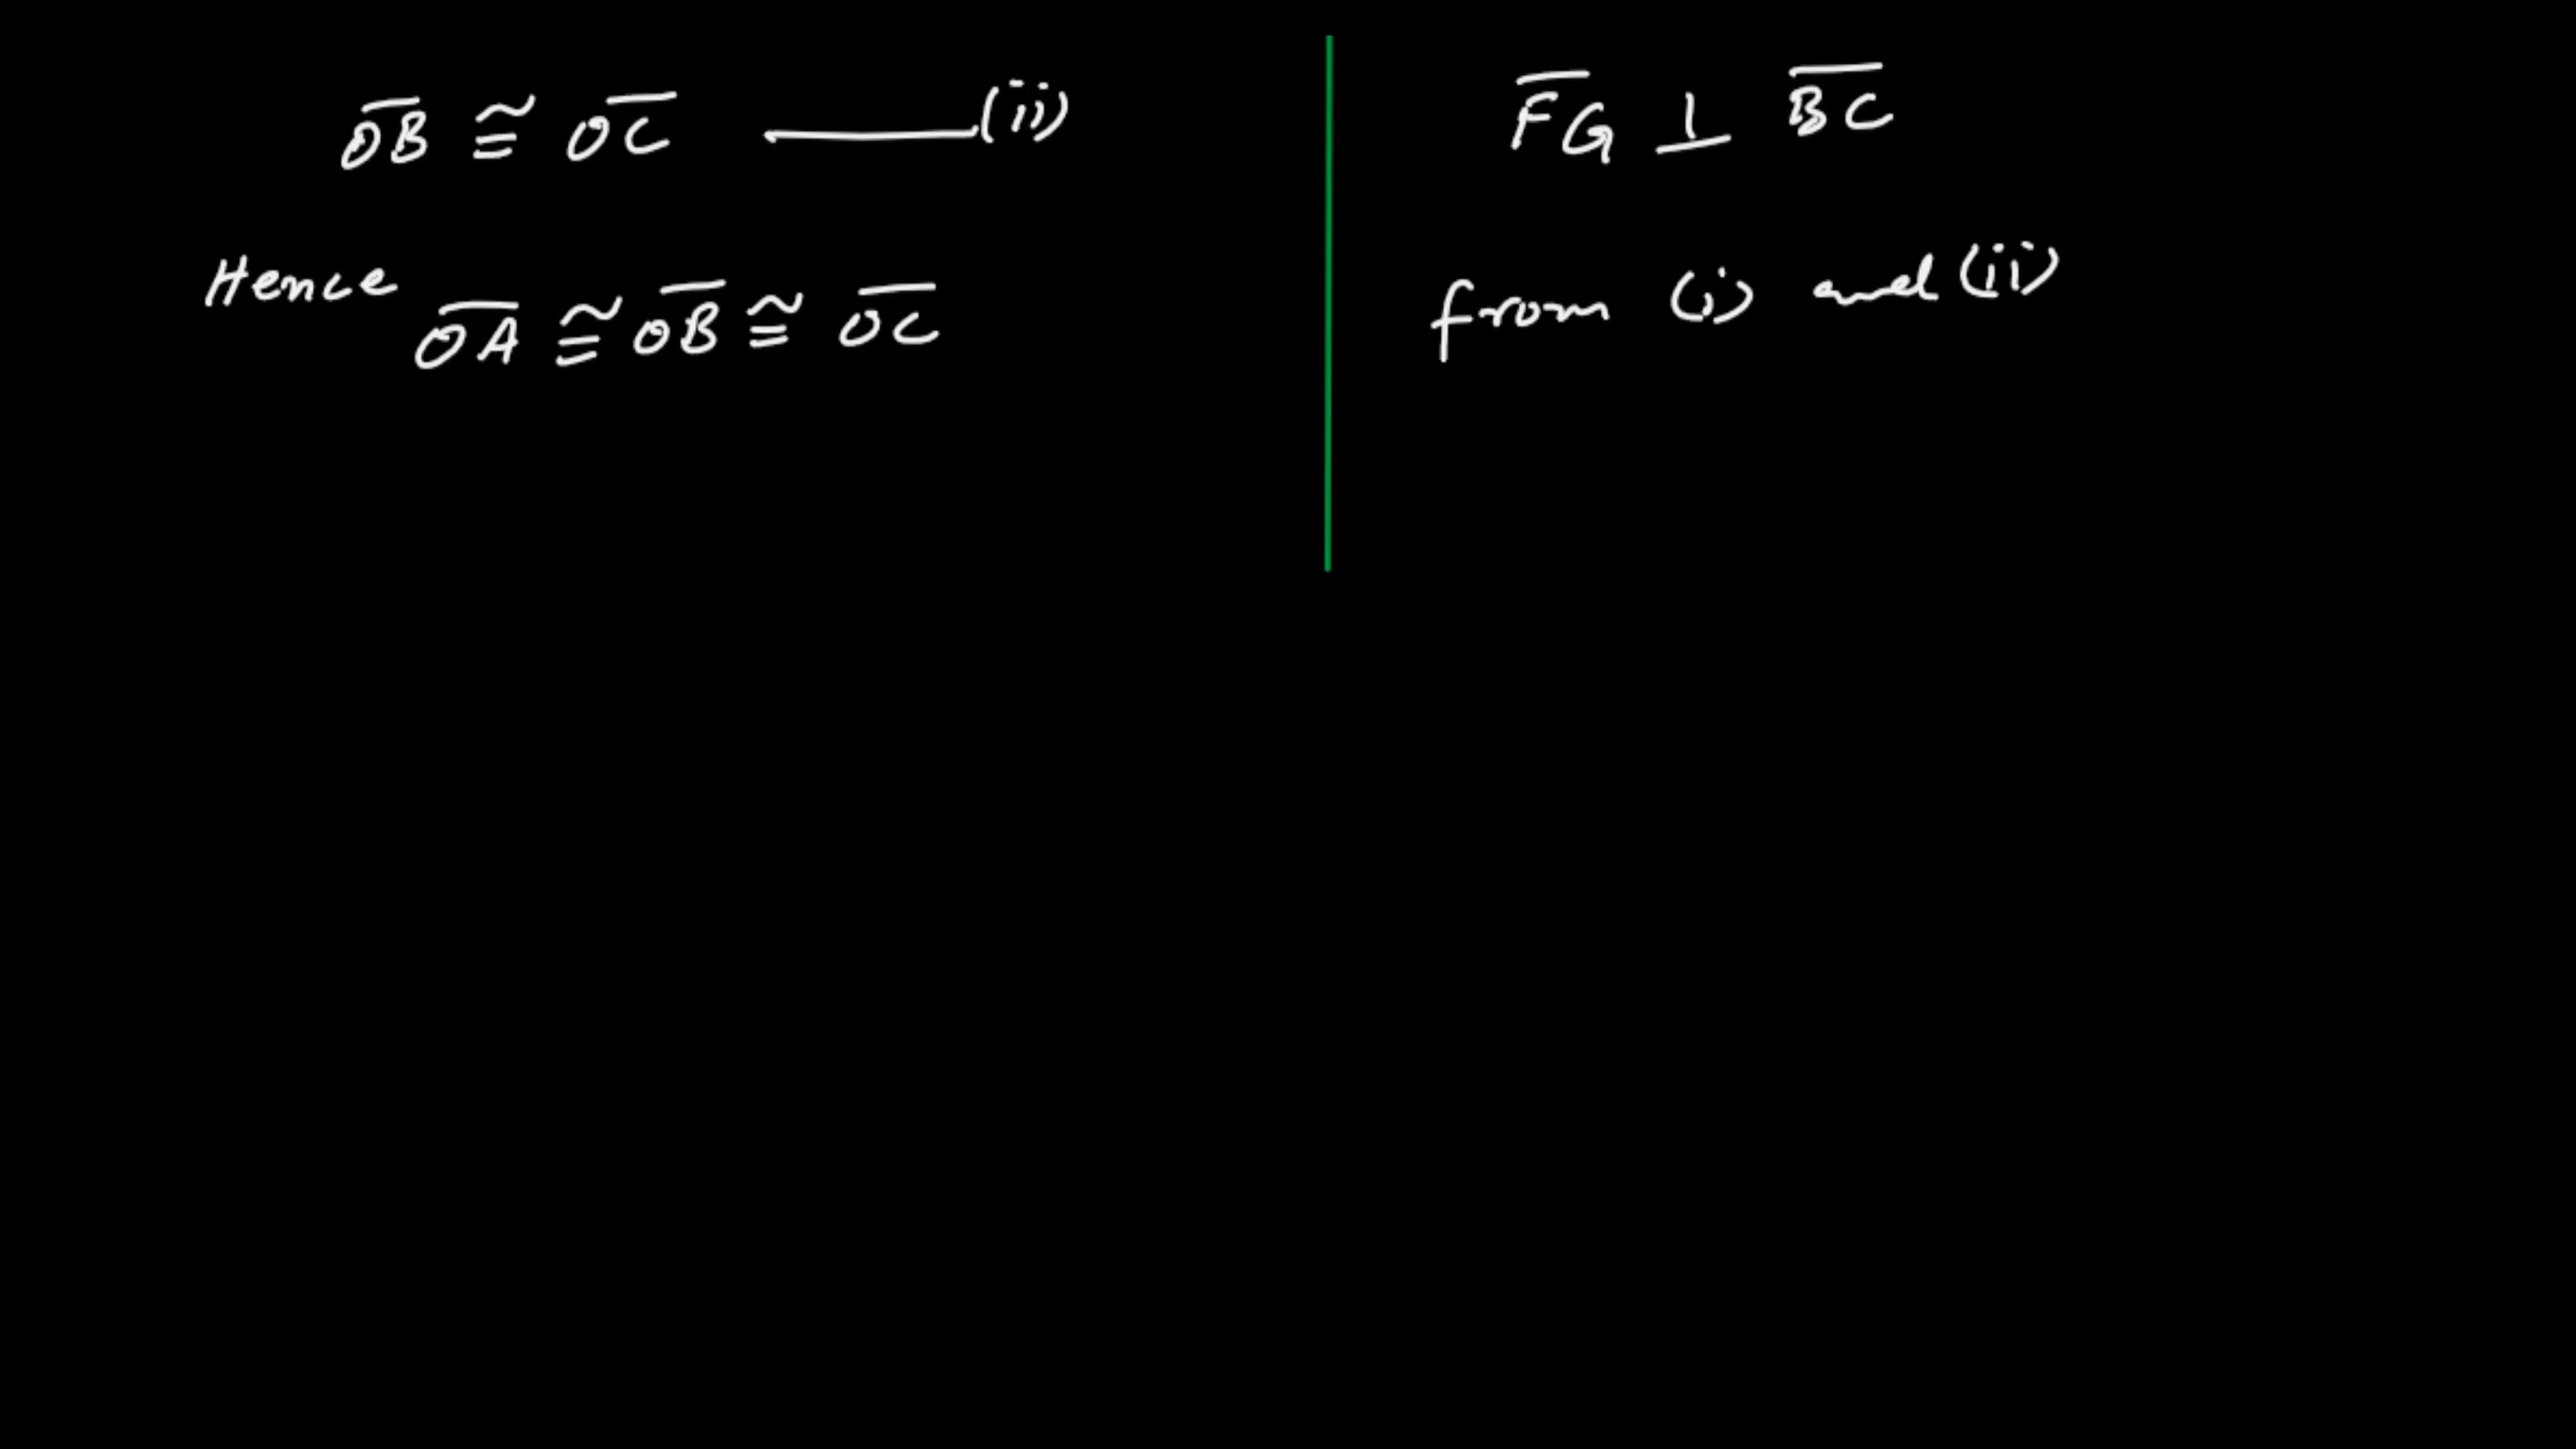 OB ≅ OC ———(ii)
FG ⊥ BC
Hence
OA ≅ OB ≅ OC
from (i) and (ii)